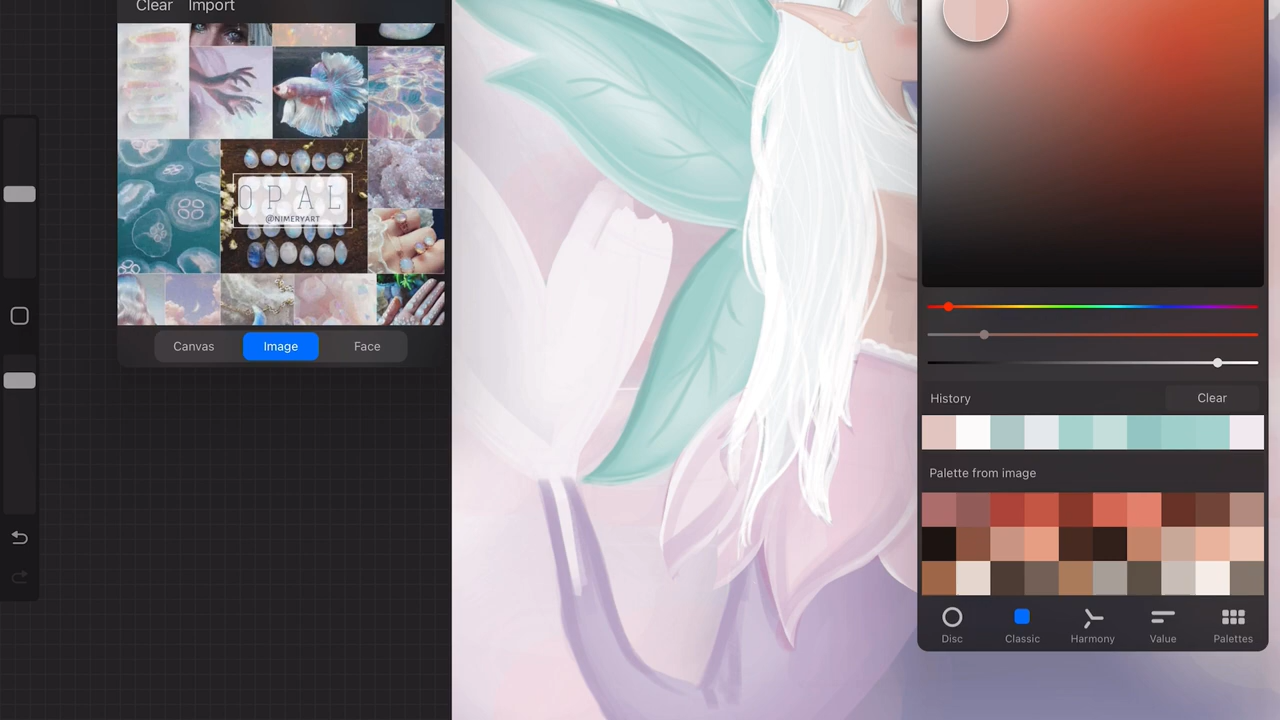 Clear Import
OPAL
@NIMERYART
Canvas Image Face
History Clear
Palette from image
Disc Classic Harmony Value Palettes